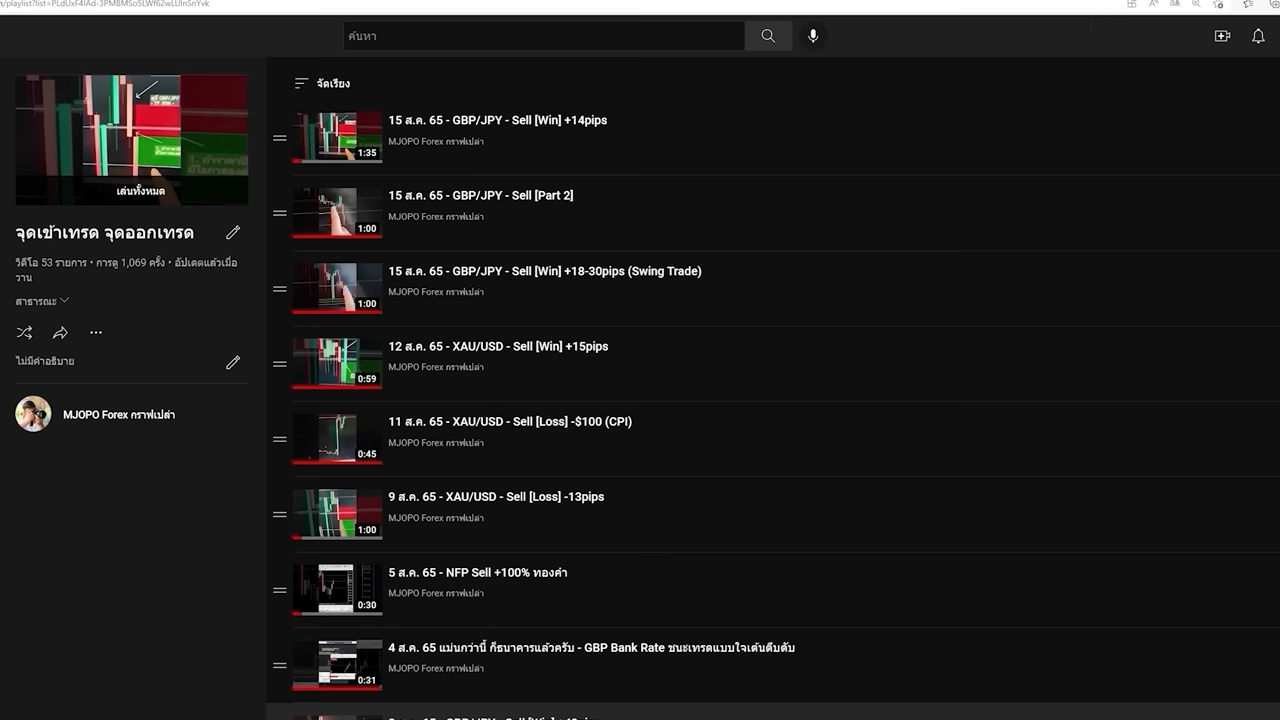 /playlist?list=PLdUxF4IAd-3PMBMSo5LWf62wLUlnSnYvk
ค้นหา
เล่นทั้งหมด
จุดเข้าเทรด จุดออกเทรด
วิดีโอ 53 รายการ • การดู 1,069 ครั้ง • อัปเดตแล้วเมื่อ
วาน
สาธารณะ
ไม่มีคำอธิบาย
MJOPO Forex กราฟเปล่า
จัดเรียง
15 ส.ค. 65 - GBP/JPY - Sell [Win] +14pips
MJOPO Forex กราฟเปล่า
1:35
15 ส.ค. 65 - GBP/JPY - Sell [Part 2]
MJOPO Forex กราฟเปล่า
1:00
15 ส.ค. 65 - GBP/JPY - Sell [Win] +18-30pips (Swing Trade)
MJOPO Forex กราฟเปล่า
1:00
12 ส.ค. 65 - XAU/USD - Sell [Win] +15pips
MJOPO Forex กราฟเปล่า
0:59
11 ส.ค. 65 - XAU/USD - Sell [Loss] -$100 (CPI)
MJOPO Forex กราฟเปล่า
0:45
9 ส.ค. 65 - XAU/USD - Sell [Loss] -13pips
MJOPO Forex กราฟเปล่า
1:00
5 ส.ค. 65 - NFP Sell +100% ทองคำ
MJOPO Forex กราฟเปล่า
0:30
4 ส.ค. 65 แม่นกว่านี้ ก็ธนาคารแล้วครับ - GBP Bank Rate ชนะเทรดแบบใจเต้นตึบตับ
MJOPO Forex กราฟเปล่า
0:31